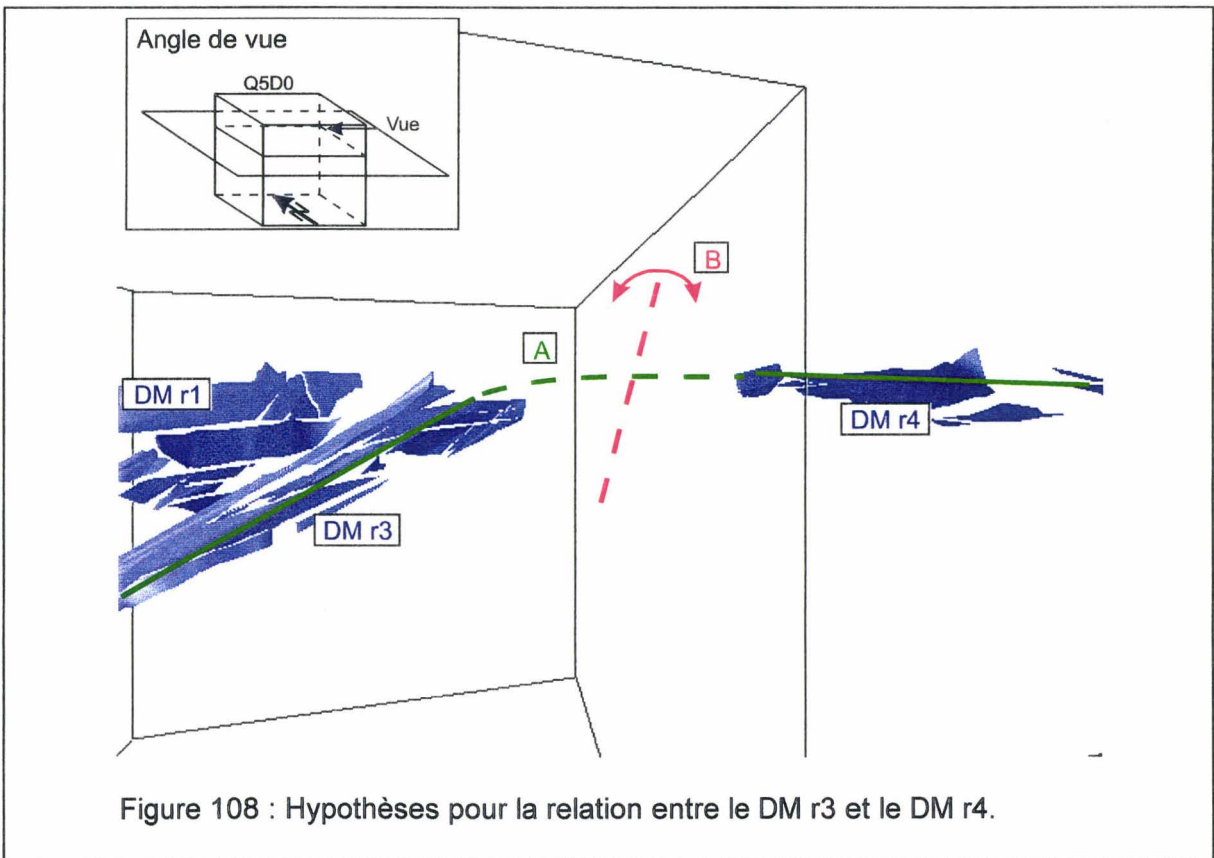 Angle de vue
Q5D0
Vue
B
A
DM r1
DM r4
DM r3
Figure 108 : Hypothèses pour la relation entre le DM r3 et le DM r4.